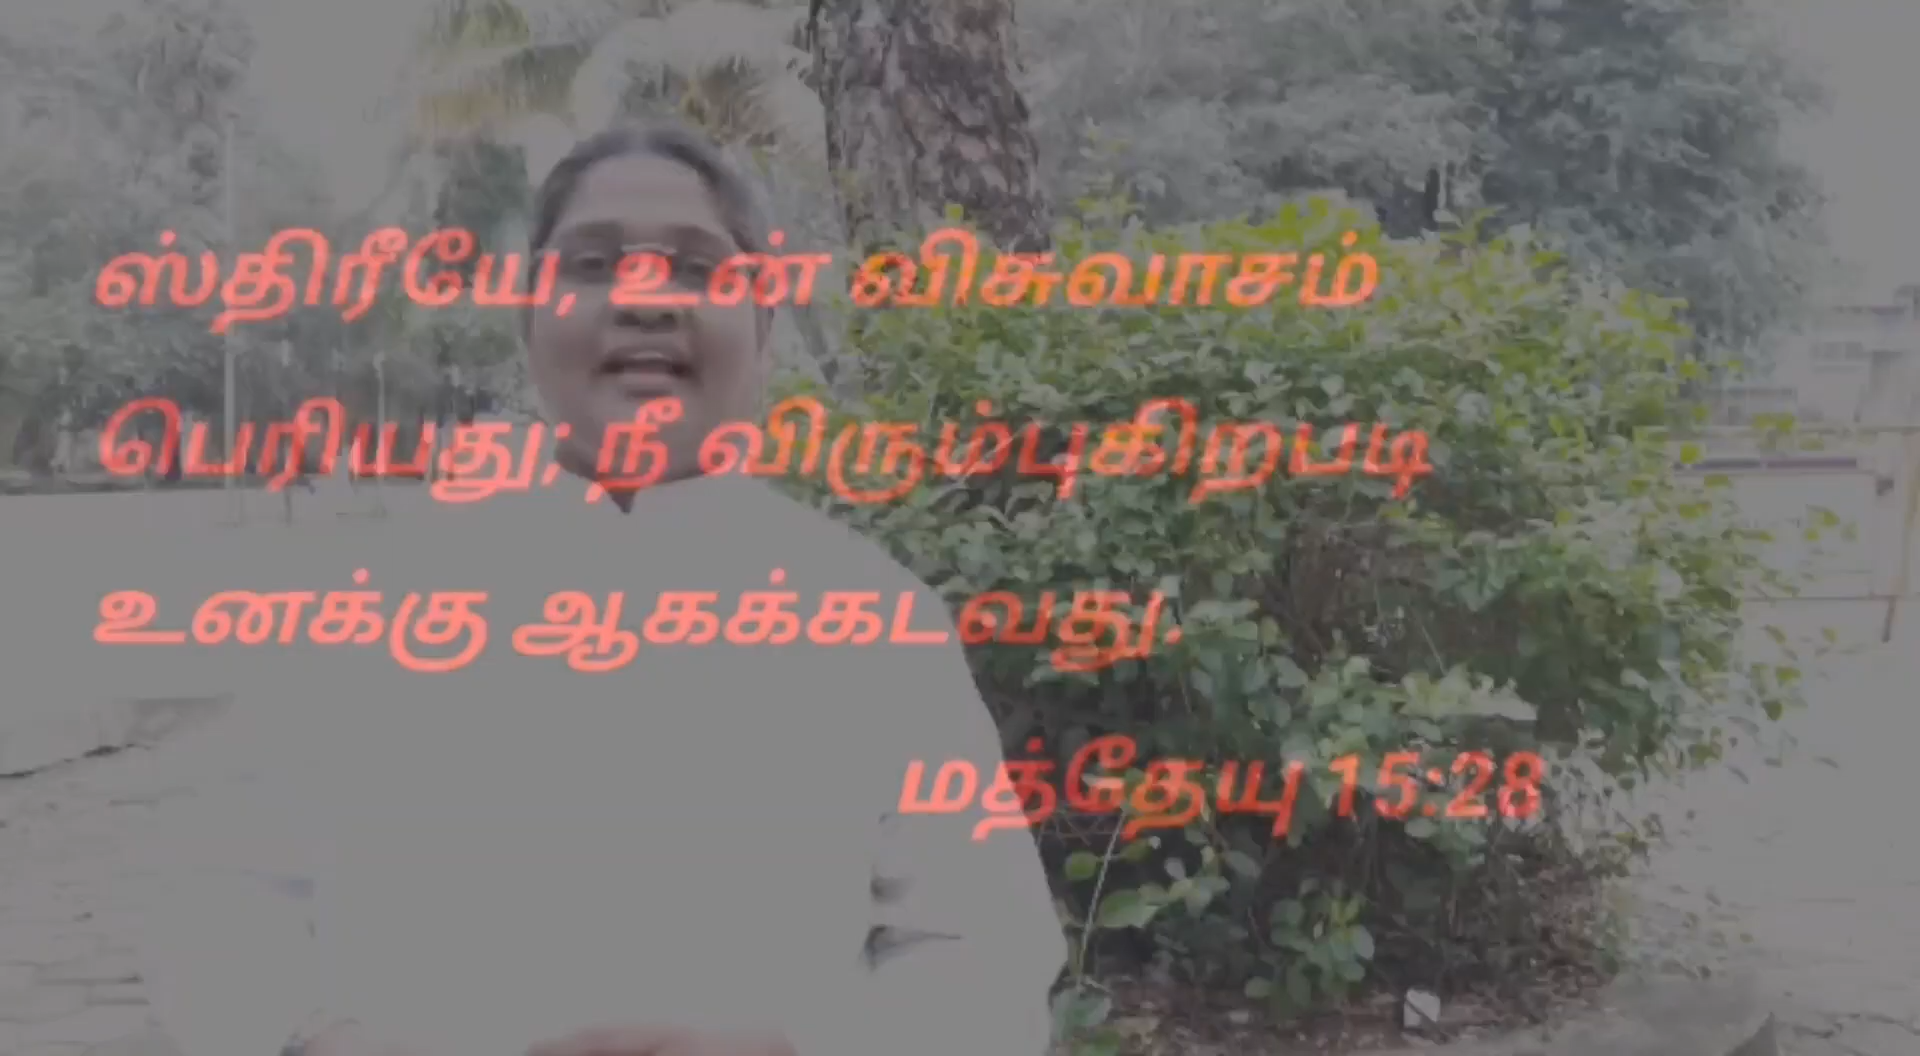 ஸ்திரீயே, உன் விசுவாசம்
பெரியது; நீ விரும்புகிறபடி
உனக்கு ஆகக்கடவது.
மத்தேயு 15:28